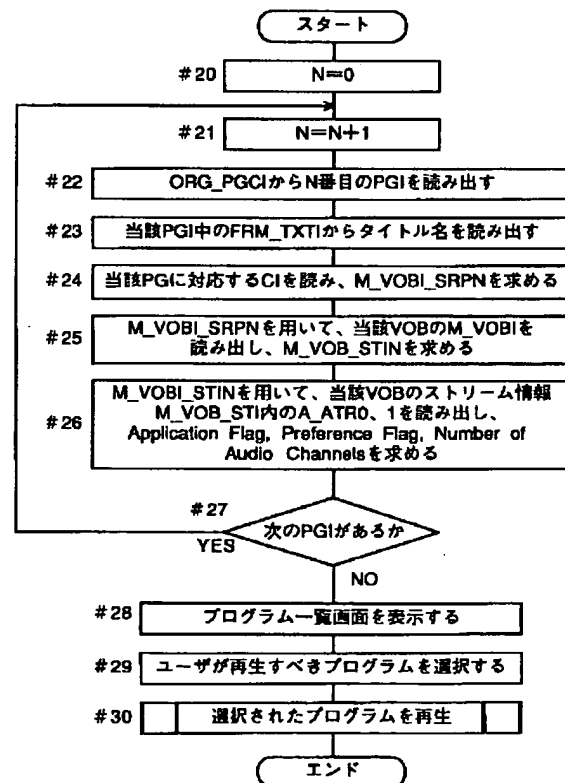 スタート
#20
N=0
#21
N=N+1
#22
ORG_PGCIからN番目のPGIを読み出す
#23
当該PGI中のFRM_TXTIからタイトル名を読み出す
#24
当該PGに対応するCIを読み、M_VOBI_SRPNを求める
#25
M_VOBI_SRPNを用いて、当該VOBのM_VOBIを
読み出し、M_VOB_STINを求める
#26
M_VOBI_STINを用いて、当該VOBのストリーム情報
M_VOB_STI内のA_ATR0、1を読み出し、
Application Flag, Preference Flag, Number of
Audio Channelsを求める
#27
次のPGIがあるか
YES
NO
#28
プログラム一覧画面を表示する
#29
ユーザが再生すべきプログラムを選択する
#30
選択されたプログラムを再生
エンド